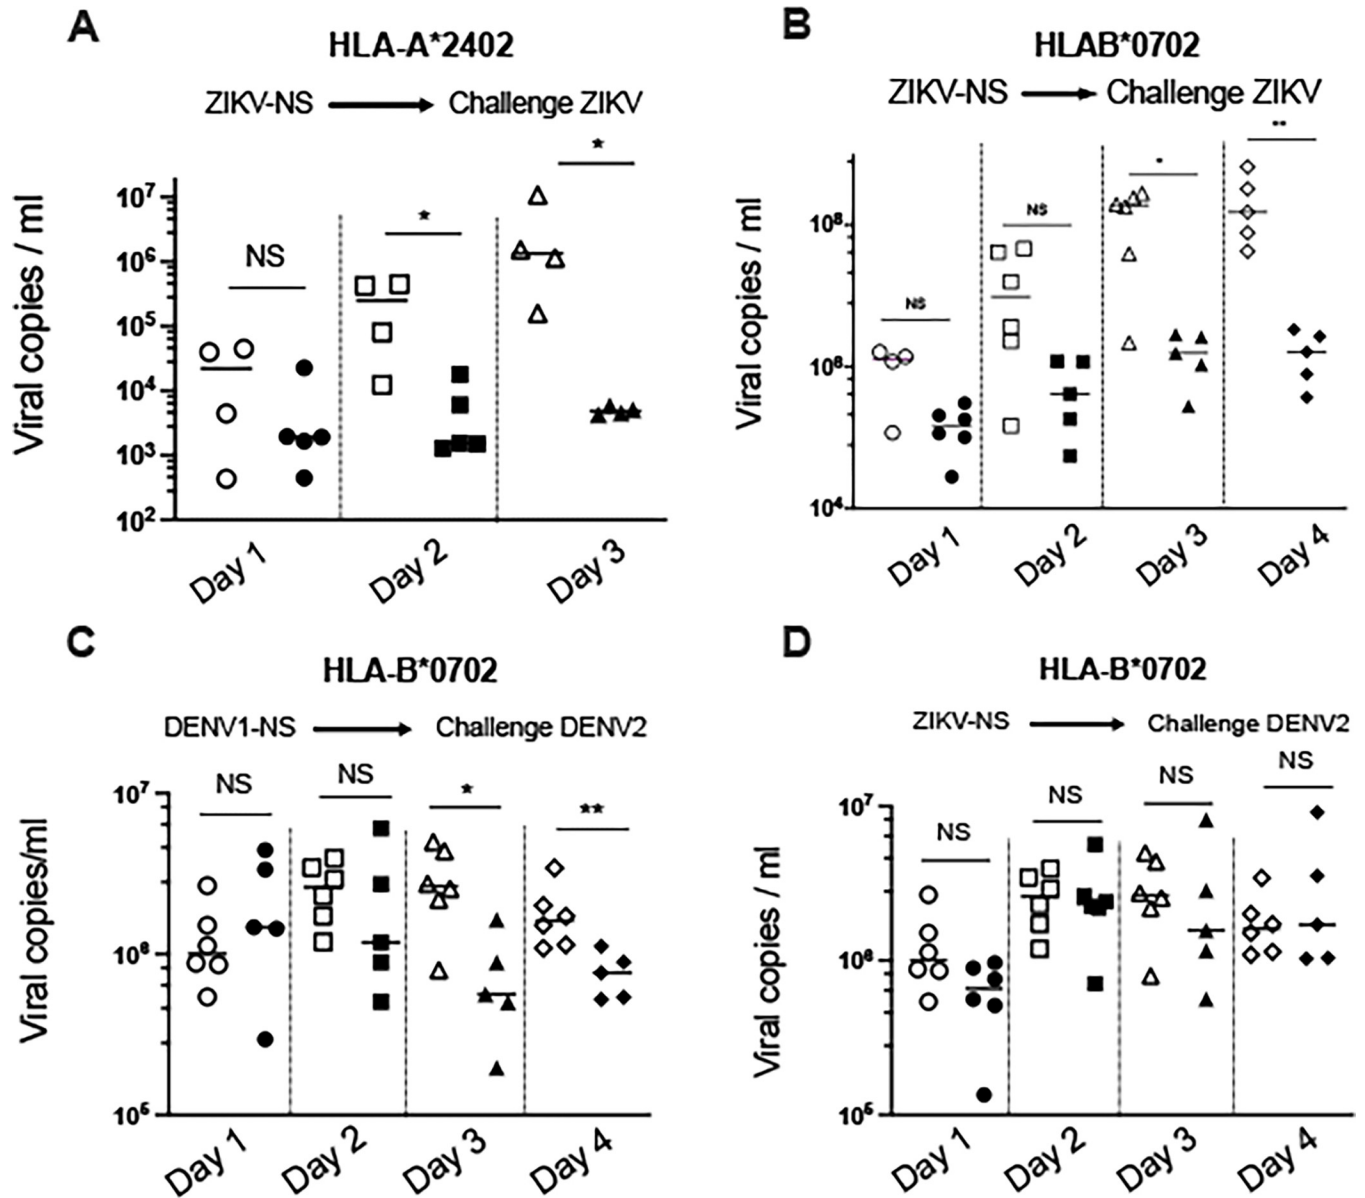 A
HLA-A*2402
ZIKV-NS → Challenge ZIKV
Viral copies / ml
10⁷
10⁶
10⁵
10⁴
10³
10²
NS
*
*
Day 1
Day 2
Day 3
B
HLAB*0702
ZIKV-NS → Challenge ZIKV
Viral copies / ml
10⁸
10⁶
10⁴
NS
NS
*
**
Day 1
Day 2
Day 3
Day 4
C
HLA-B*0702
DENV1-NS → Challenge DENV2
Viral copies/ml
10⁷
10⁶
10⁵
NS
NS
*
**
Day 1
Day 2
Day 3
Day 4
D
HLA-B*0702
ZIKV-NS → Challenge DENV2
Viral copies / ml
10⁷
10⁶
10⁵
NS
NS
NS
NS
Day 1
Day 2
Day 3
Day 4